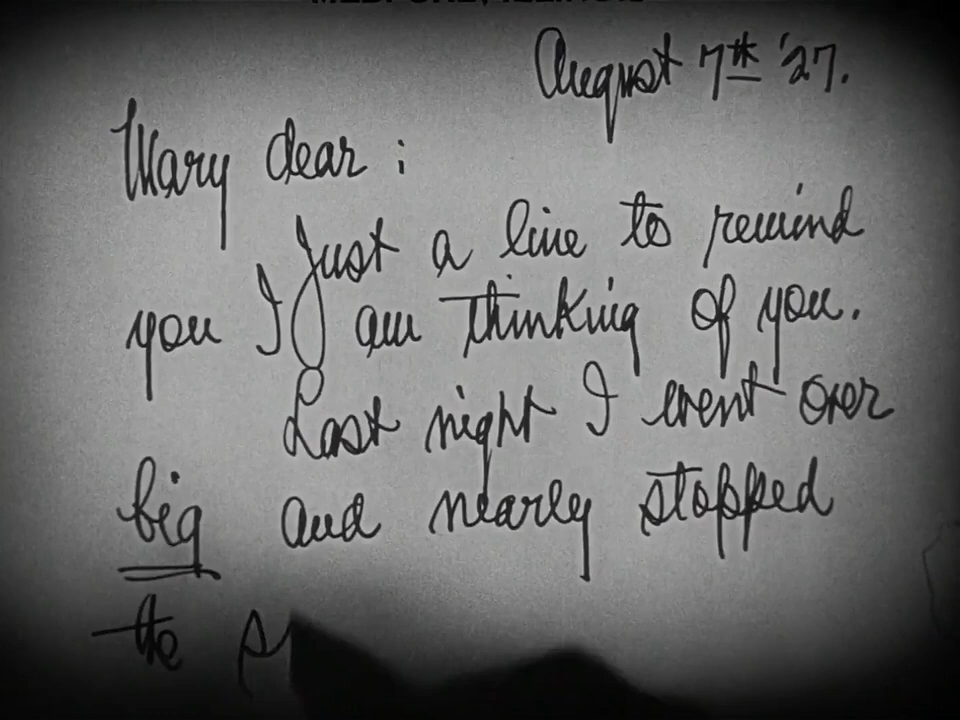 August 7th '27.
Mary dear:
Just a line to remind
you I am thinking of you.
Last night I went over
big and nearly stopped
the